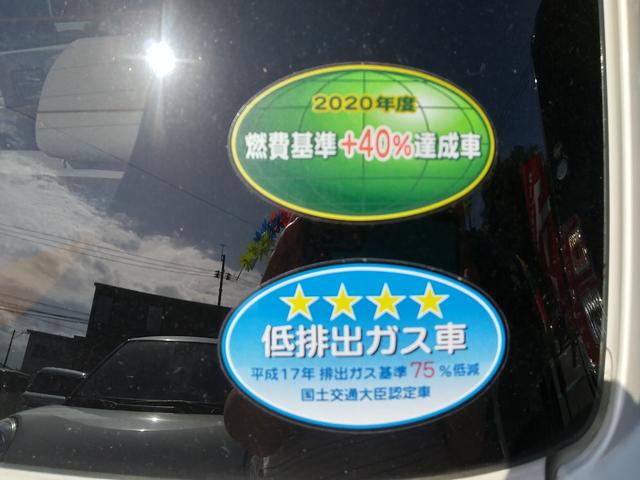 2020年度
燃費基準+40%達成車
★★★★
低排出ガス車
平成17年 排出ガス基準75%低減
国土交通大臣認定車